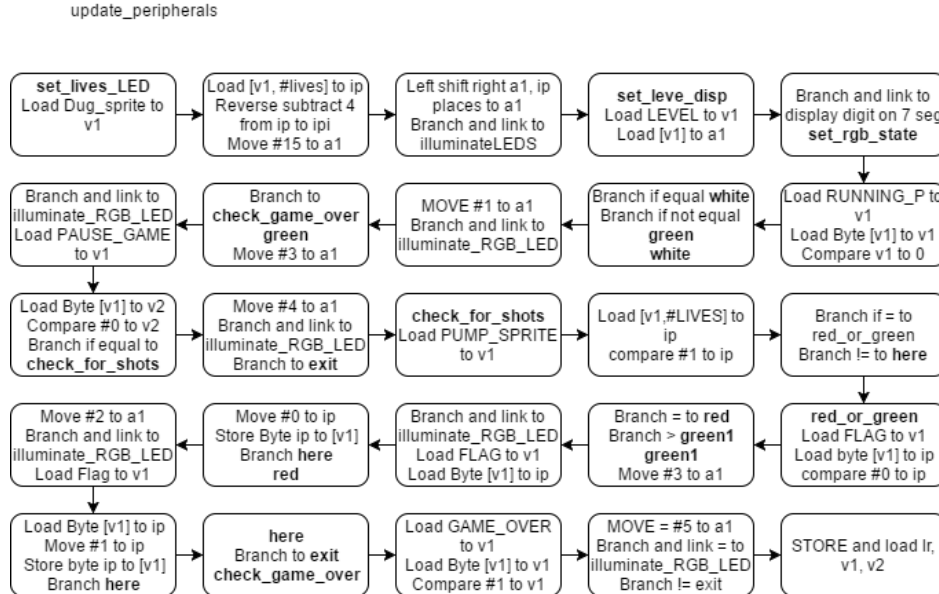 update_peripherals
set_lives_LED
Load Dug_sprite to
v1
Load [v1, #lives] to ip
Reverse subtract 4
from ip to ipi
Move #15 to a1
Left shift right a1, ip
places to a1
Branch and link to
illuminateLEDS
set_leve_disp
Load LEVEL to v1
Load [v1] to a1
Branch and link to
display digit on 7 seg
set_rgb_state
Load RUNNING_P to
v1
Load Byte [v1] to v1
Compare v1 to 0
Branch if equal white
Branch if not equal
green
white
MOVE #1 to a1
Branch and link to
illuminate_RGB_LED
Branch to
check_game_over
green
Move #3 to a1
Branch and link to
illuminate_RGB_LED
Load PAUSE_GAME
to v1
Load Byte [v1] to v2
Compare #0 to v2
Branch if equal to
check_for_shots
Move #4 to a1
Branch and link to
illuminate_RGB_LED
Branch to exit
check_for_shots
Load PUMP_SPRITE
to v1
Load [v1,#LIVES] to
ip
compare #1 to ip
Branch if = to
red_or_green
Branch != to here
red_or_green
Load FLAG to v1
Load byte [v1] to ip
compare #0 to ip
Branch = to red
Branch > green1
green1
Move #3 to a1
Branch and link to
illuminate_RGB_LED
Load FLAG to v1
Load Byte [v1] to ip
Move #0 to ip
Store Byte ip to [v1]
Branch here
red
Move #2 to a1
Branch and link to
illuminate_RGB_LED
Load Flag to v1
Load Byte [v1] to ip
Move #1 to ip
Store byte ip to [v1]
Branch here
here
Branch to exit
check_game_over
Load GAME_OVER
to v1
Load Byte [v1] to v1
Compare #1 to v1
MOVE = #5 to a1
Branch and link = to
illuminate_RGB_LED
Branch != exit
STORE and load lr,
v1, v2